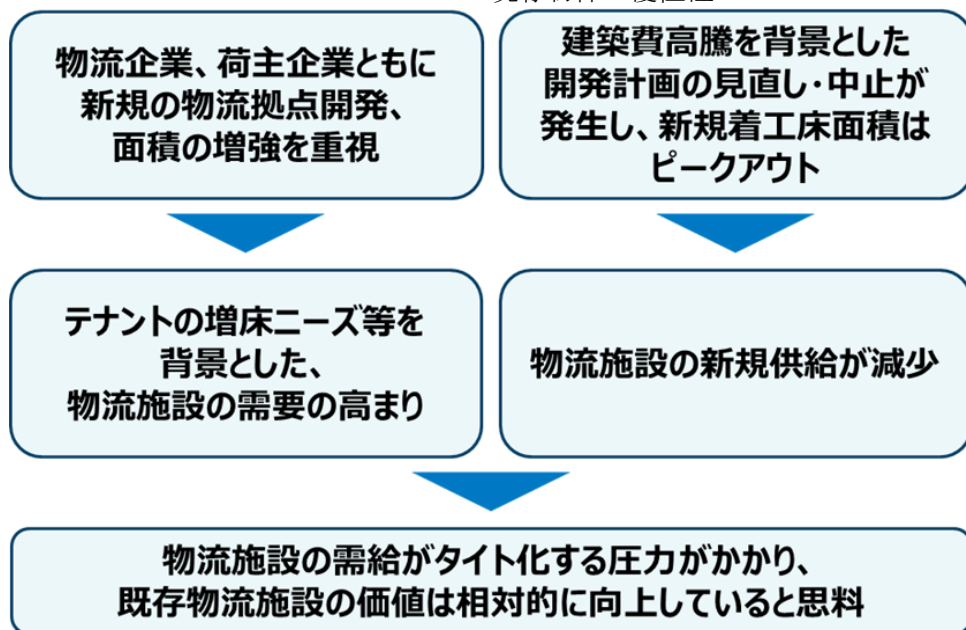 物流企業、荷主企業ともに
新規の物流拠点開発、
面積の増強を重視
建築費高騰を背景とした
開発計画の見直し・中止が
発生し、新規着工床面積は
ピークアウト
テナントの増床ニーズ等を
背景とした、
物流施設の需要の高まり
物流施設の新規供給が減少
物流施設の需給がタイト化する圧力がかかり、
既存物流施設の価値は相対的に向上していると思料